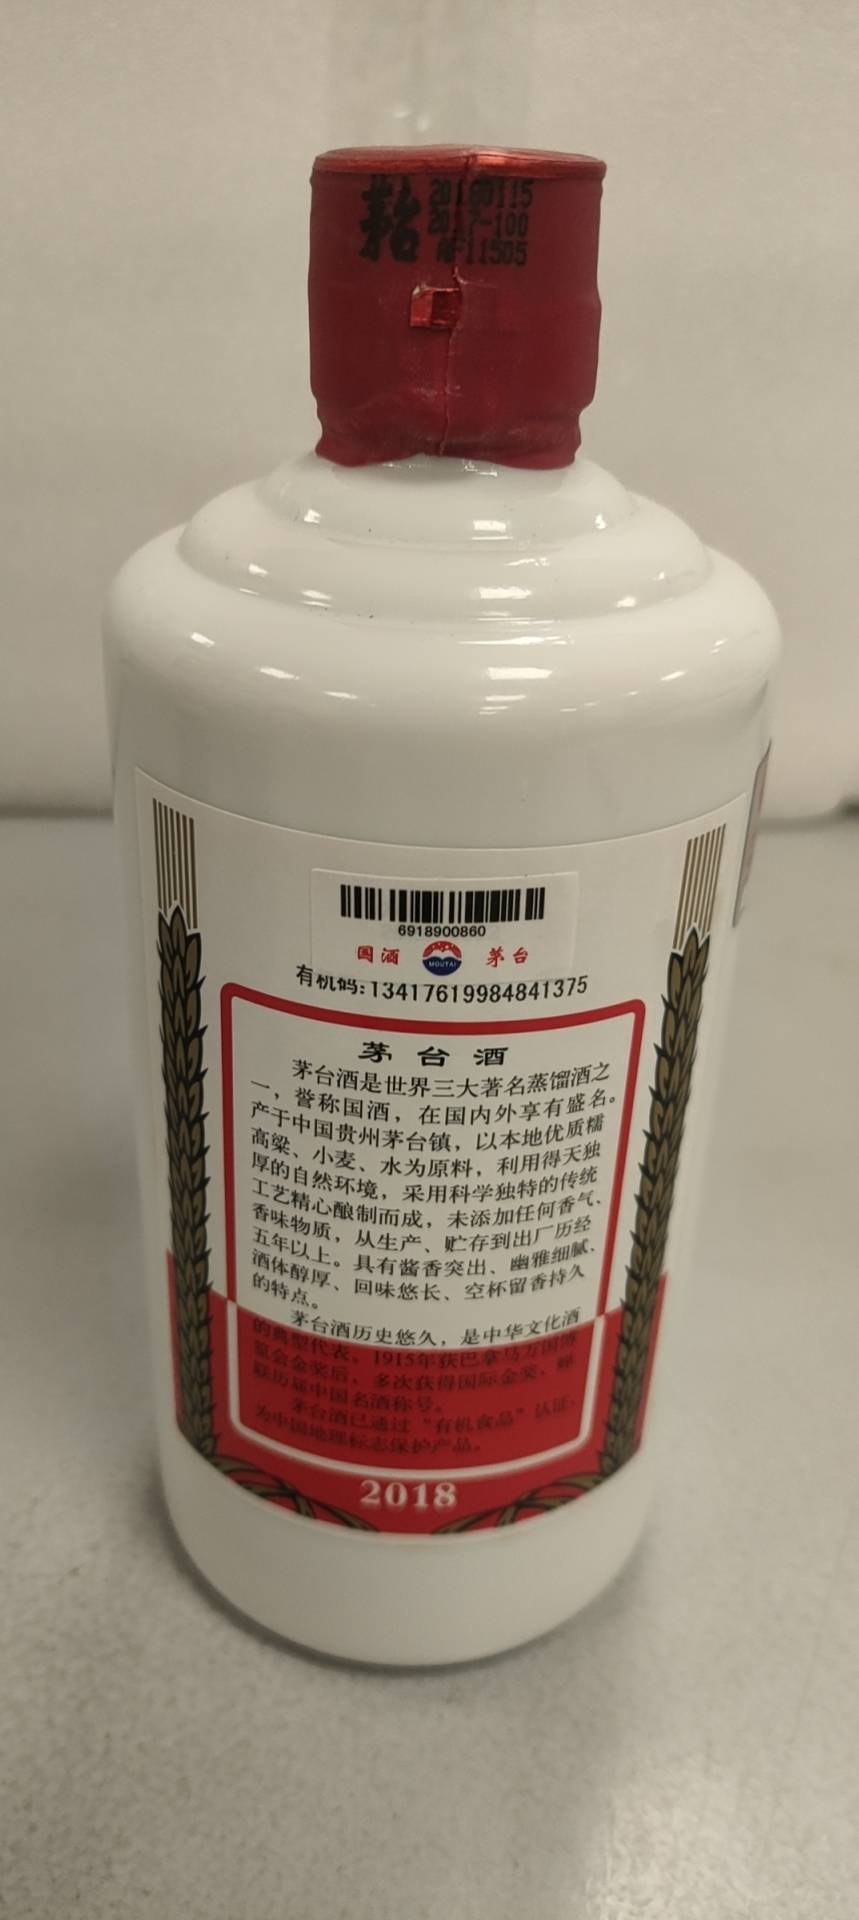 茅台
20180115
2017-100
11505
6918900860
国酒 MOUTAI 茅台
有机码:13417619984841375
茅台酒
茅台酒是世界三大著名蒸馏酒之
一，誉称国酒，在国内外享有盛名。
产于中国贵州茅台镇，以本地优质糯
高粱、小麦、水为原料，利用得天独
厚的自然环境，采用科学独特的传统
工艺精心酿制而成，未添加任何香气、
香味物质，从生产、贮存到出厂历经
五年以上。具有酱香突出、幽雅细腻、
酒体醇厚、回味悠长、空杯留香持久
的特点。
茅台酒历史悠久，是中华文化酒
的典型代表。1915年获巴拿马万国博
览会金奖后，多次获得国际金奖，蝉
联历届中国名酒称号。
茅台酒已通过“有机食品”认证，
为中国地理标志保护产品。
2018